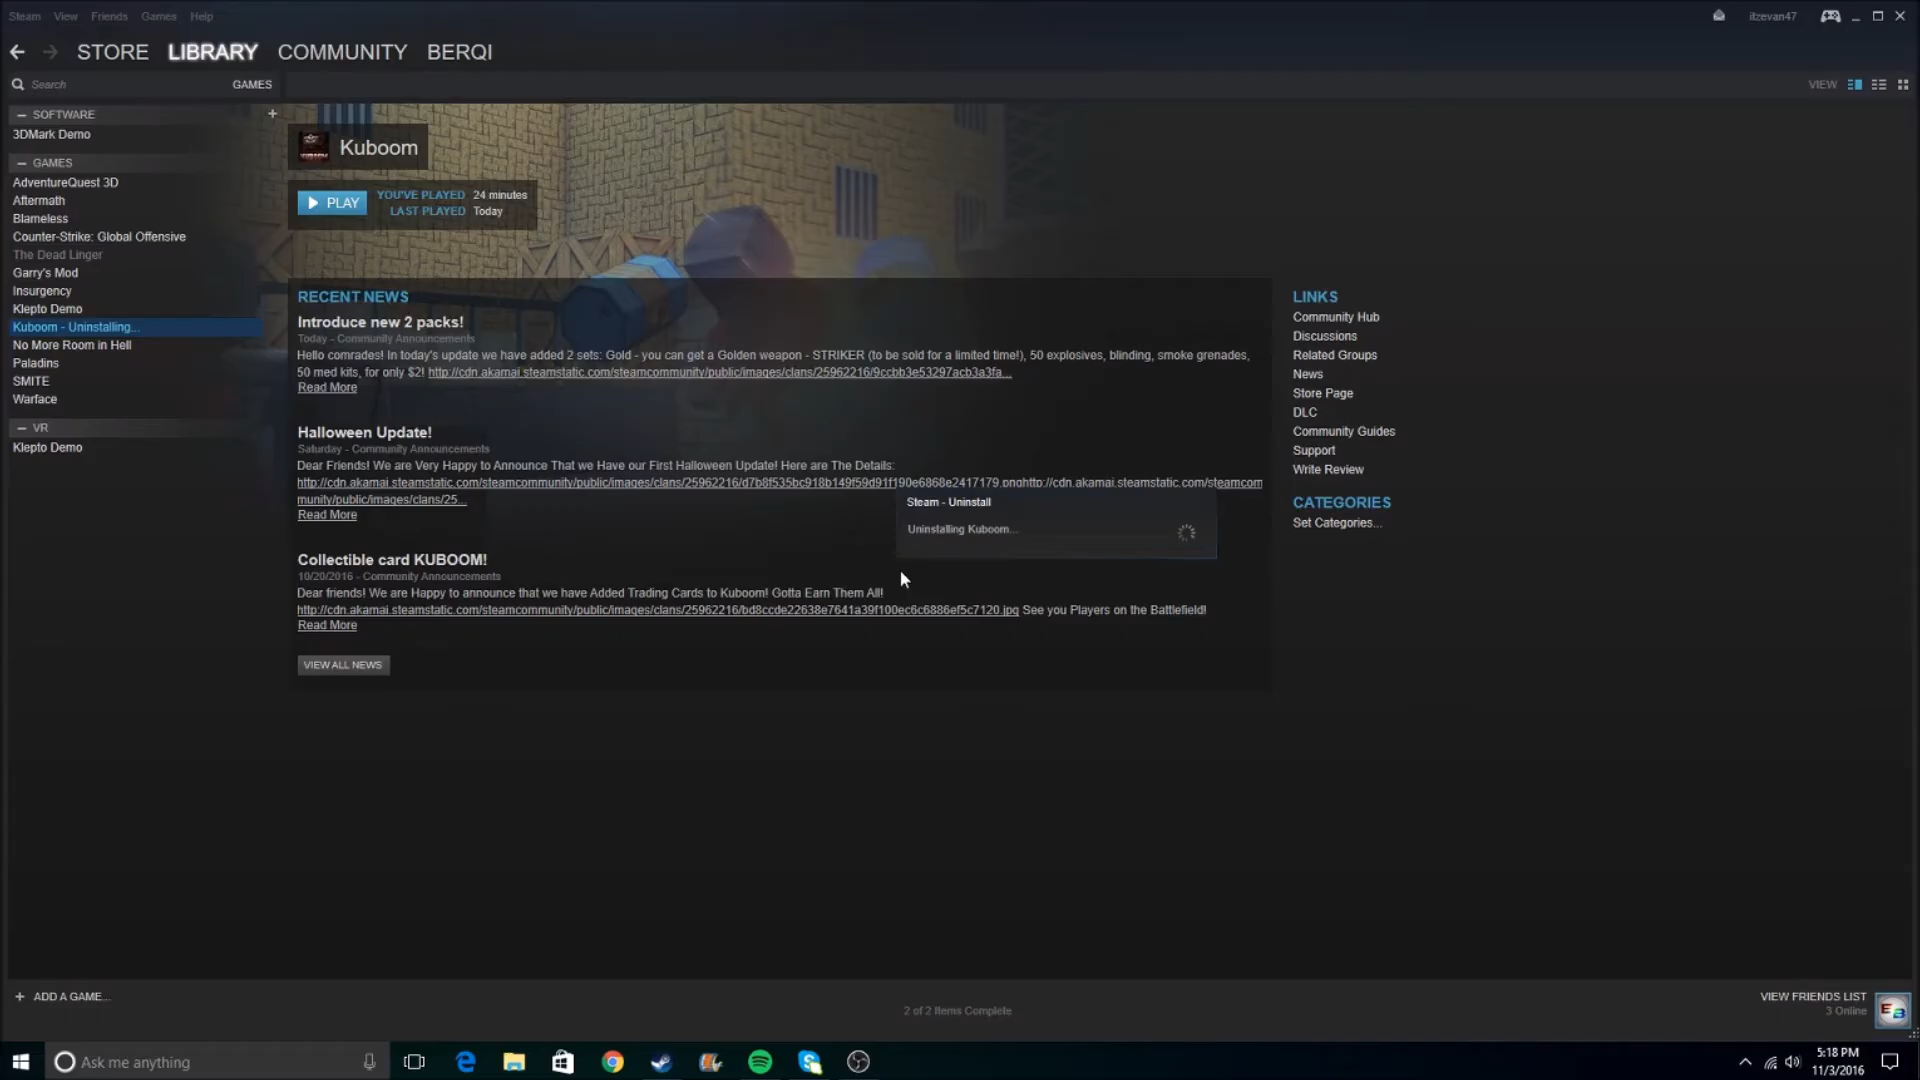 Steam View Friends Games Help
itzevan47
STORE LIBRARY COMMUNITY BERQI
Search GAMES
VIEW
— SOFTWARE +
3DMark Demo
— GAMES
AdventureQuest 3D
Aftermath
Blameless
Counter-Strike: Global Offensive
The Dead Linger
Garry's Mod
Insurgency
Klepto Demo
Kuboom - Uninstalling...
No More Room in Hell
Paladins
SMITE
Warface
— VR
Klepto Demo
Kuboom
PLAY
YOU'VE PLAYED 24 minutes
LAST PLAYED Today
RECENT NEWS
Introduce new 2 packs!
Today - Community Announcements
Hello comrades! In today's update we have added 2 sets: Gold - you can get a Golden weapon - STRIKER (to be sold for a limited time!), 50 explosives, blinding, smoke grenades,
50 med kits, for only $2! http://cdn.akamai.steamstatic.com/steamcommunity/public/images/clans/25962216/9ccbb3e53297acb3a3fa...
Read More
Halloween Update!
Saturday - Community Announcements
Dear Friends! We are Very Happy to Announce That we Have our First Halloween Update! Here are The Details:
http://cdn.akamai.steamstatic.com/steamcommunity/public/images/clans/25962216/d7b8f535bc918b149f59d91f190e6868e2417179.pnghttp://cdn.akamai.steamstatic.com/steamcom
munity/public/images/clans/25...
Read More
Steam - Uninstall
Uninstalling Kuboom...
Collectible card KUBOOM!
10/20/2016 - Community Announcements
Dear friends! We are Happy to announce that we have Added Trading Cards to Kuboom! Gotta Earn Them All!
http://cdn.akamai.steamstatic.com/steamcommunity/public/images/clans/25962216/bd8ccde22638e7641a39f100ec6c6886ef5c7120.jpg See you Players on the Battlefield!
Read More
VIEW ALL NEWS
LINKS
Community Hub
Discussions
Related Groups
News
Store Page
DLC
Community Guides
Support
Write Review
CATEGORIES
Set Categories...
+ ADD A GAME...
2 of 2 Items Complete
VIEW FRIENDS LIST
3 Online
EB
Ask me anything
5:18 PM
11/3/2016